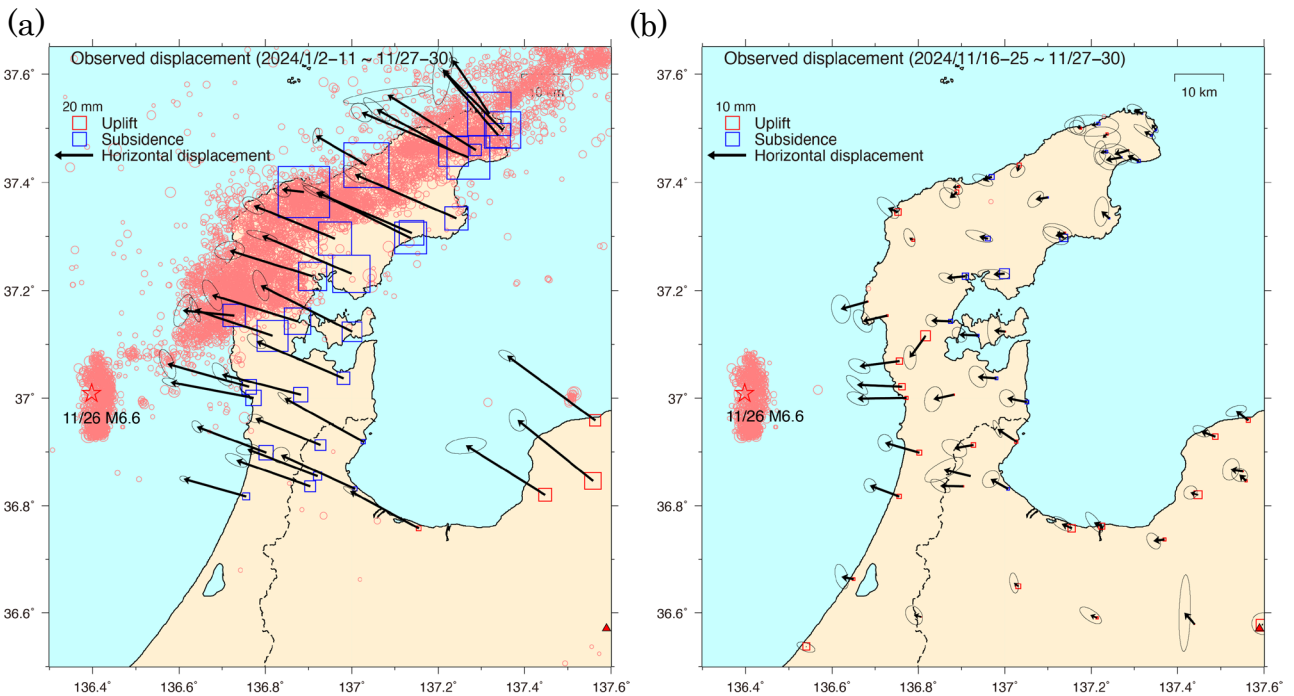 (a)
Observed displacement (2024/1/2−11 ~ 11/27−30)
10 km
20 mm
Uplift
Subsidence
Horizontal displacement
11/26 M6.6
37.6°
37.4°
37.2°
37°
36.8°
36.6°
136.4° 136.6° 136.8° 137° 137.2° 137.4° 137.6°
(b)
Observed displacement (2024/11/16−25 ~ 11/27−30)
10 km
10 mm
Uplift
Subsidence
Horizontal displacement
11/26 M6.6
37.6°
37.4°
37.2°
37°
36.8°
36.6°
136.4° 136.6° 136.8° 137° 137.2° 137.4° 137.6°